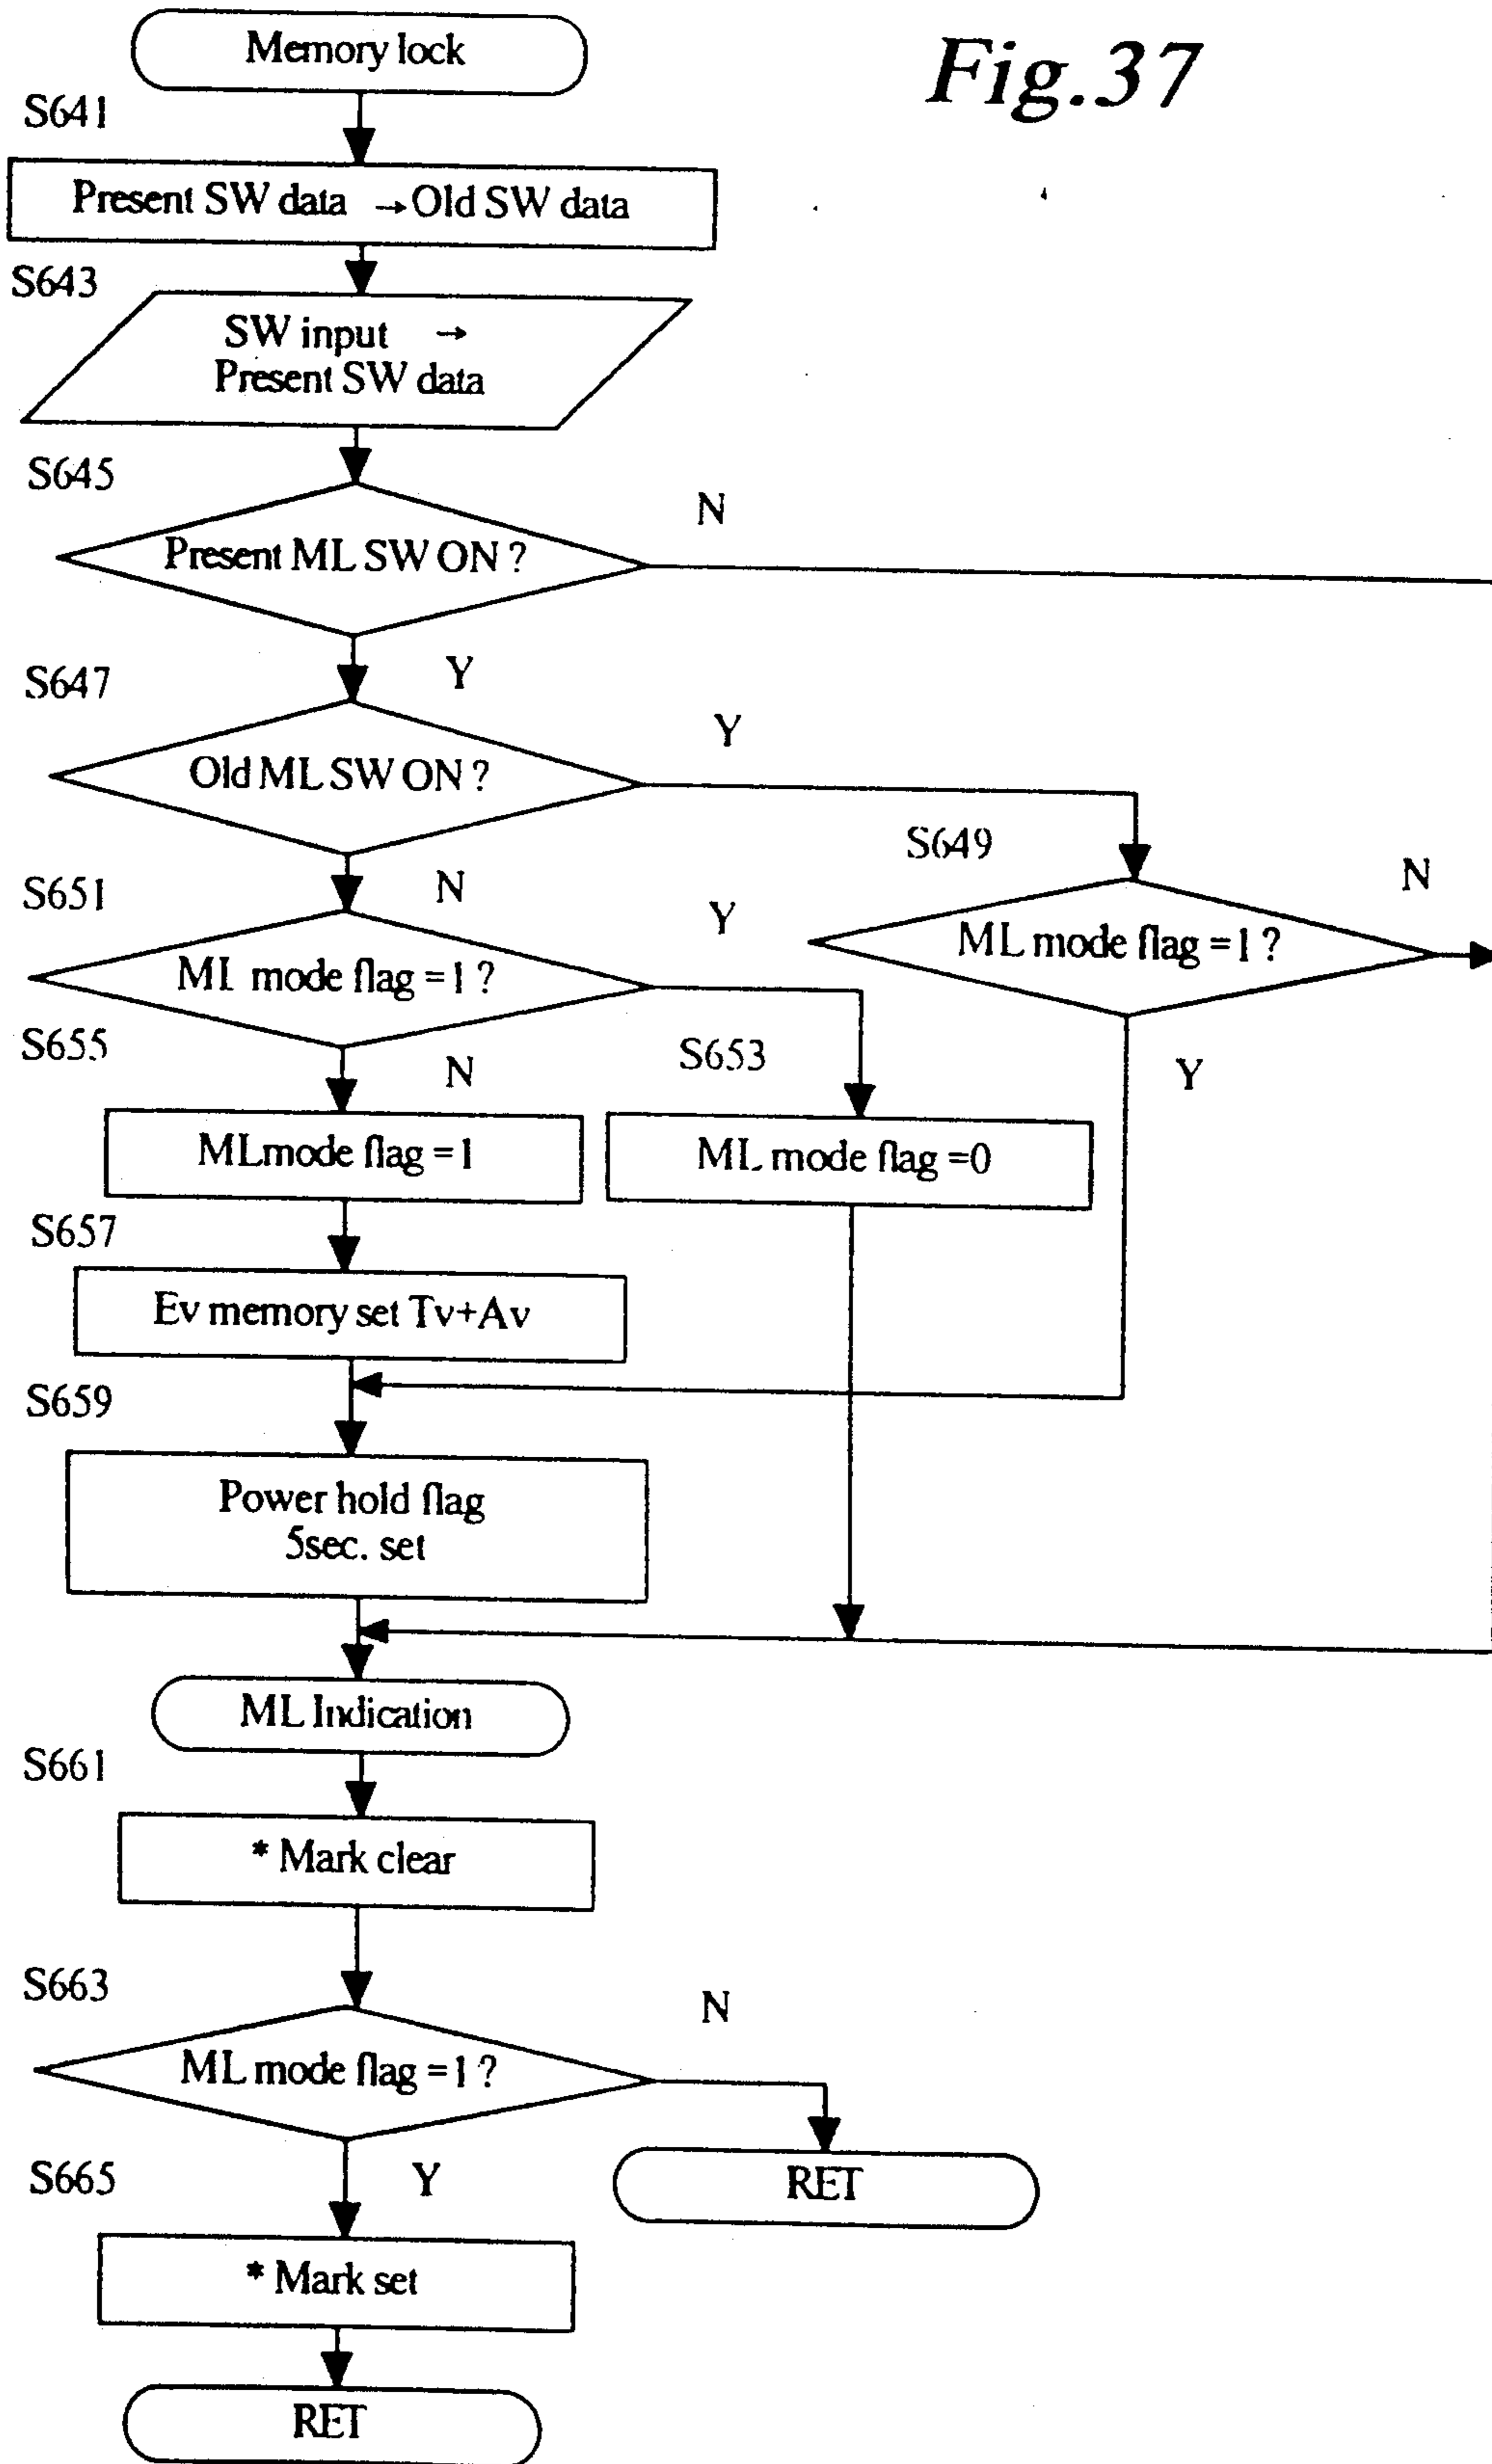 Fig.37
Memory lock
S641
Present SW data →Old SW data
S643
SW input →
Present SW data
S645
Present ML SW ON ?
N
Y
S647
Old ML SW ON ?
Y
N
S649
ML mode flag =1 ?
N
Y
S651
ML mode flag =1 ?
Y
N
S653
ML mode flag =0
S655
MLmode flag =1
S657
Ev memory set Tv+Av
S659
Power hold flag
5sec. set
ML Indication
S661
* Mark clear
S663
ML mode flag =1 ?
N
RET
Y
S665
* Mark set
RET